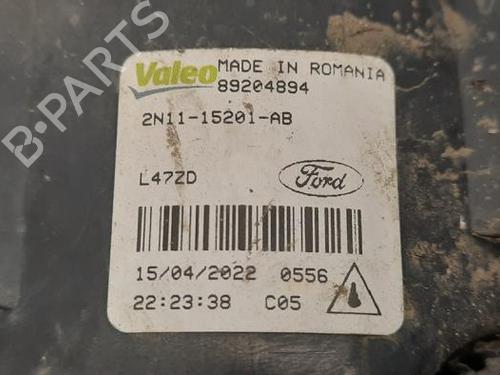 Valeo MADE IN ROMANIA
89204894
2N11-15201-AB
L47ZD Ford
15/04/2022 0556
22:23:38 C05
B-PARTS